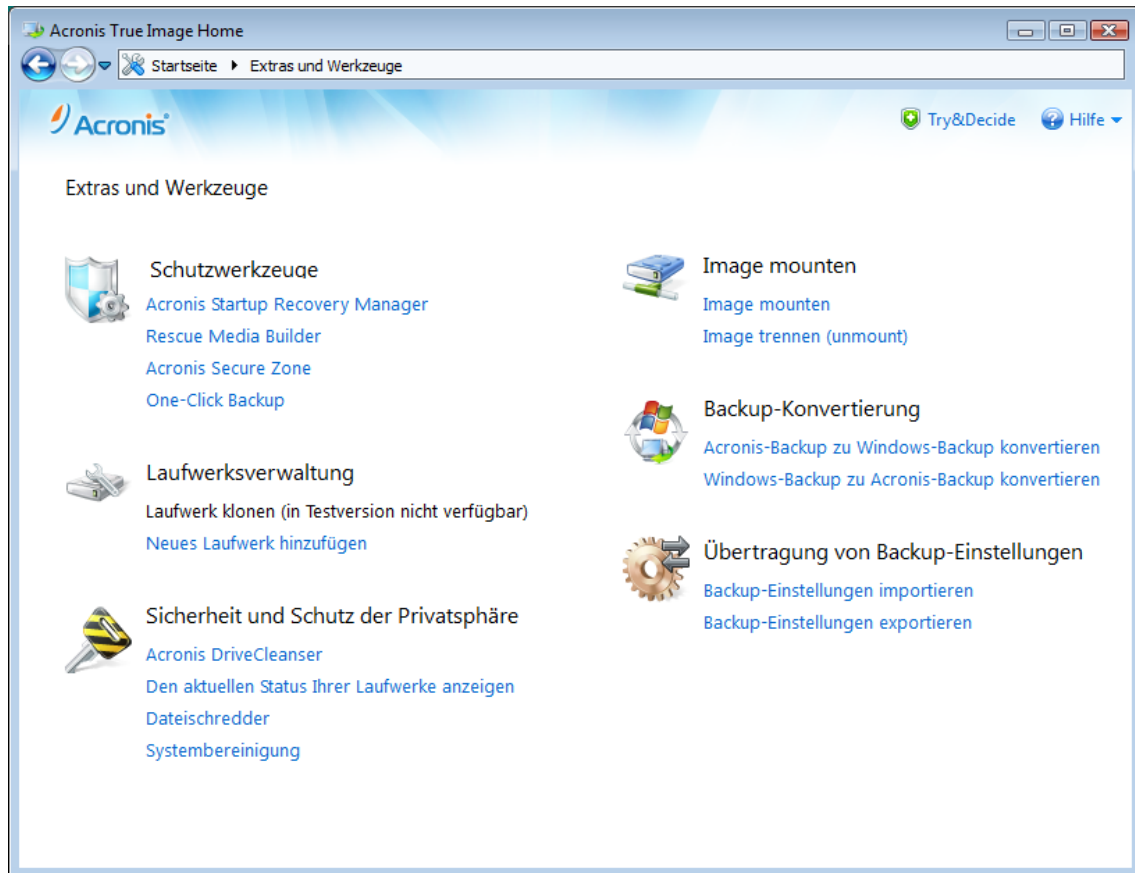 Acronis True Image Home
Startseite ▸ Extras und Werkzeuge
Acronis
Try&Decide
Hilfe
Extras und Werkzeuge
Schutzwerkzeuge
Acronis Startup Recovery Manager
Rescue Media Builder
Acronis Secure Zone
One-Click Backup
Laufwerksverwaltung
Laufwerk klonen (in Testversion nicht verfügbar)
Neues Laufwerk hinzufügen
Sicherheit und Schutz der Privatsphäre
Acronis DriveCleanser
Den aktuellen Status Ihrer Laufwerke anzeigen
Dateischredder
Systembereinigung
Image mounten
Image mounten
Image trennen (unmount)
Backup-Konvertierung
Acronis-Backup zu Windows-Backup konvertieren
Windows-Backup zu Acronis-Backup konvertieren
Übertragung von Backup-Einstellungen
Backup-Einstellungen importieren
Backup-Einstellungen exportieren